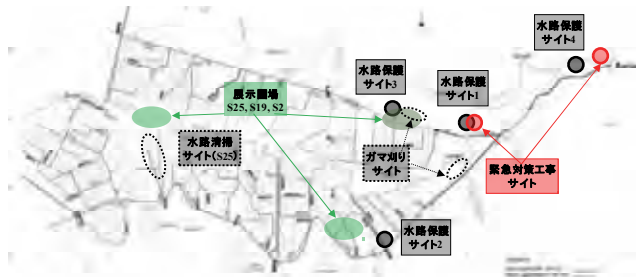 水路保護
サイト4
水路保護
サイト3
水路保護
サイト1
展示圃場
S25, S19, S2
水路清掃
サイト(S25)
ガマ刈り
サイト
緊急対策工事
サイト
水路保護
サイト2